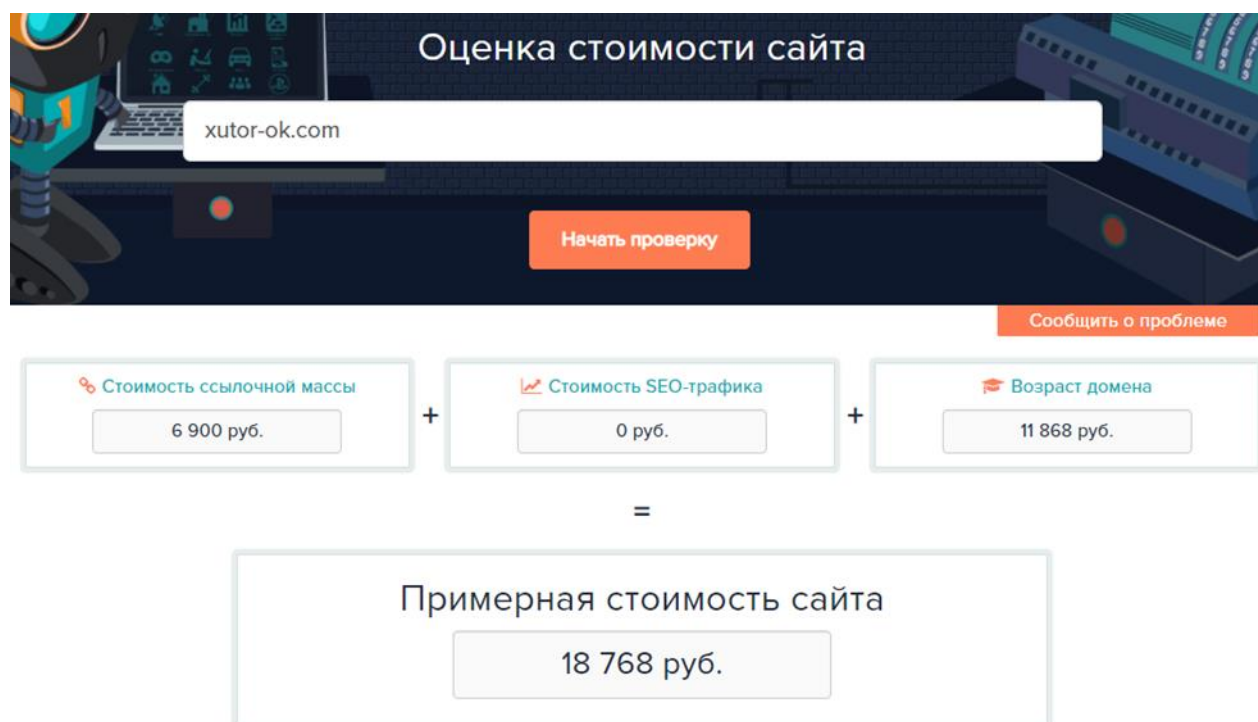 Оценка стоимости сайта
xutor-ok.com
Начать проверку
Сообщить о проблеме
Стоимость ссылочной массы
6 900 руб.
+
Стоимость SEO-трафика
0 руб.
+
Возраст домена
11 868 руб.
=
Примерная стоимость сайта
18 768 руб.